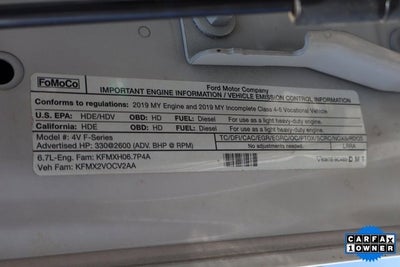 FoMoCo
Ford Motor Company
IMPORTANT ENGINE INFORMATION / VEHICLE EMISSION CONTROL INFORMATION
Conforms to regulations: 2019 MY Engine and 2019 MY Incomplete Class 4-6 Vocational Vehicle
U.S. EPA: HDE/HDV OBD: HD FUEL: Diesel For use as a light heavy-duty engine.
California: HDE OBD: HD FUEL: Diesel For use as a light heavy-duty engine.
Model #: 4V F-Series
Advertised HP: 330@2600 (ADV. BHP @ RPM)
No adjustments needed.
6.7L-Eng. Fam: KFMXH06.7P4A
Veh Fam: KFMX2VOCV2AA
CARFAX
1 OWNER